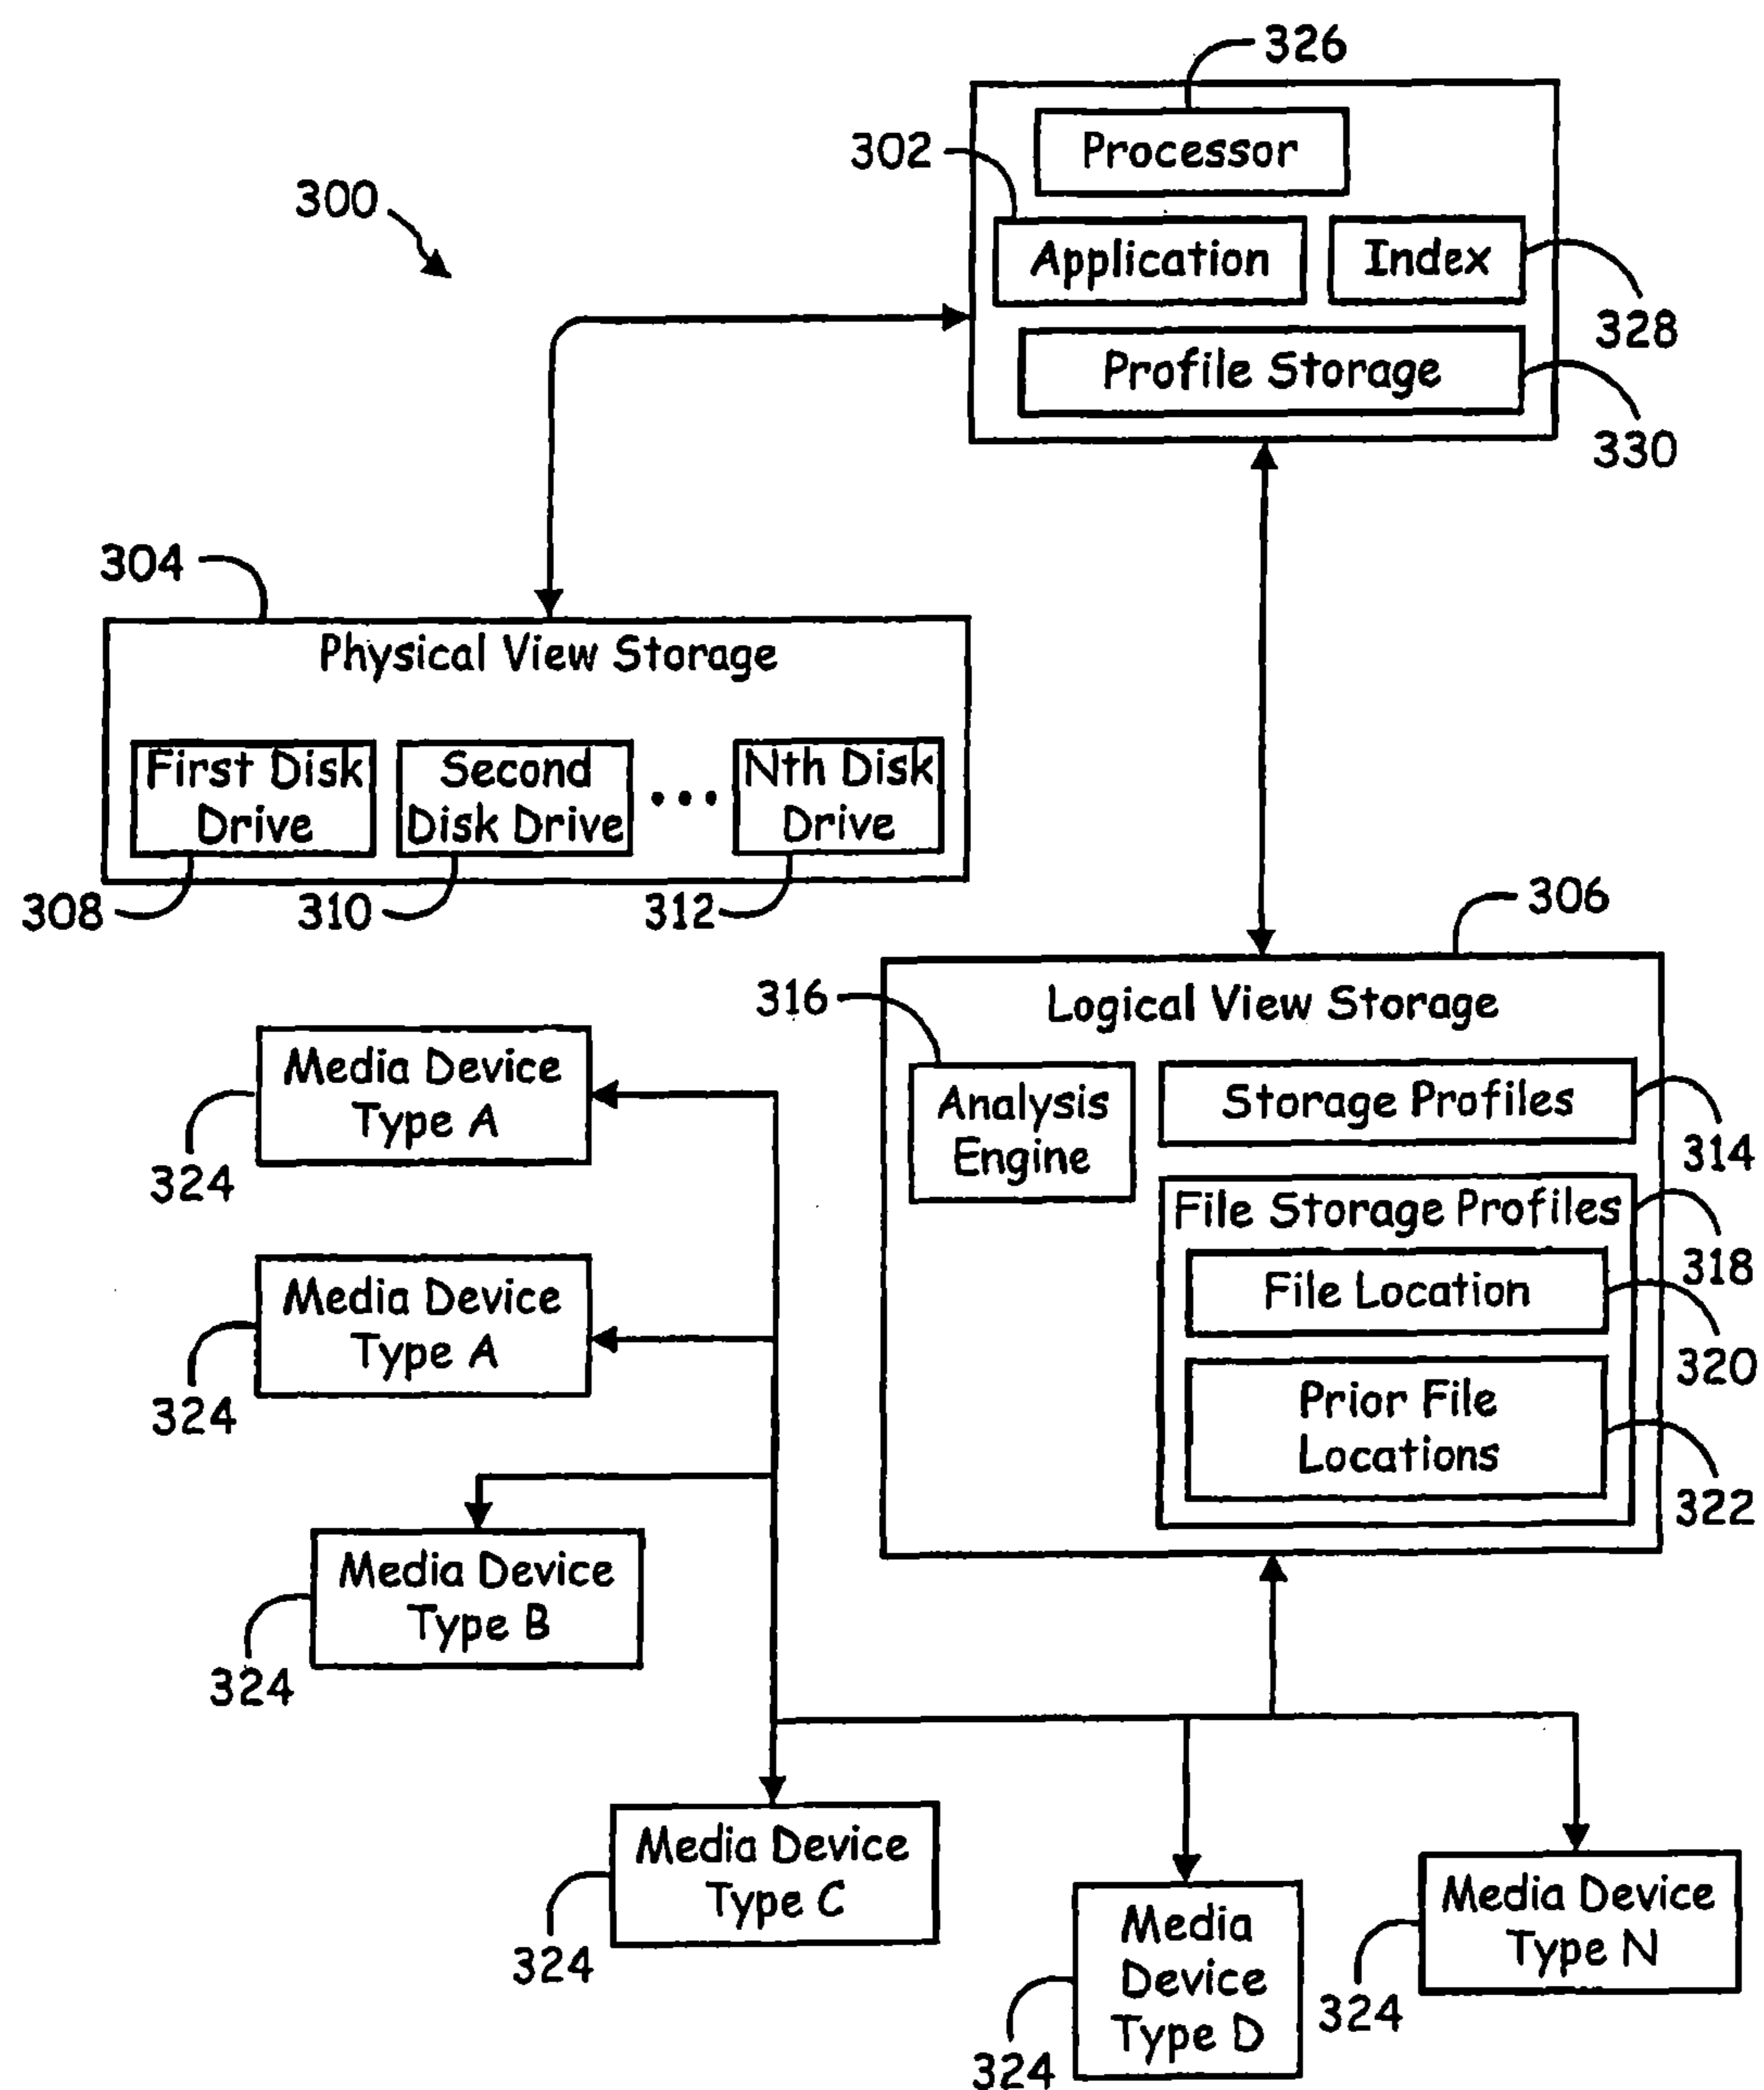 326
302
Processor
300
Application
Index
328
Profile Storage
330
304
Physical View Storage
First Disk
Drive
Second
Disk Drive
•••
Nth Disk
Drive
308
310
312
306
316
Logical View Storage
Analysis
Engine
Storage Profiles
314
File Storage Profiles
318
File Location
320
Prior File
Locations
322
Media Device
Type A
324
Media Device
Type A
324
Media Device
Type B
324
Media Device
Type C
324
Media
Device
Type D
324
Media Device
Type N
324